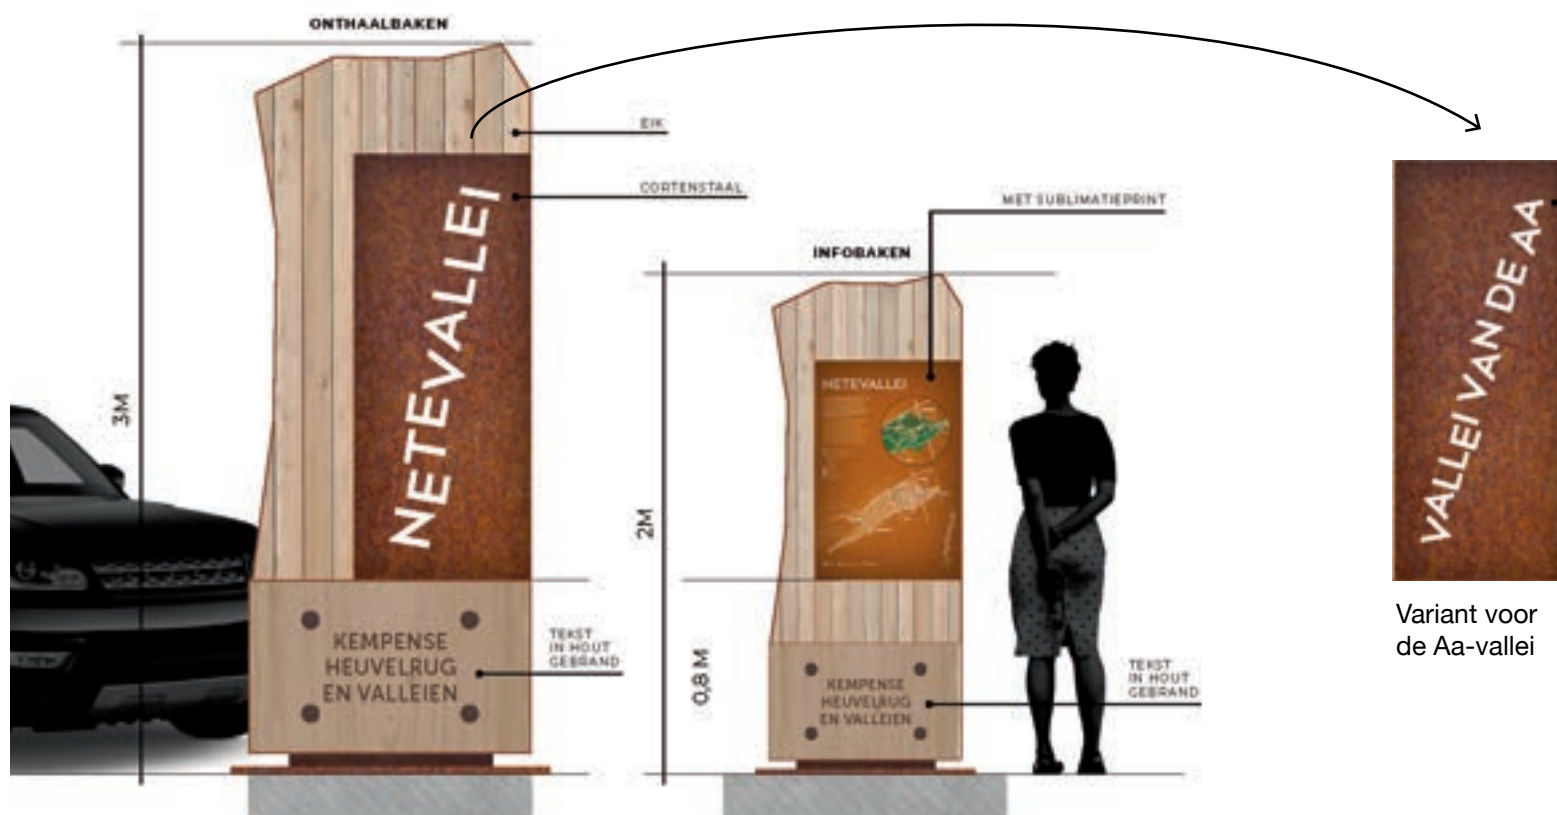 ONTHAALBAKEN
3M
EIK
CORTENSTAAL
NETEVALLEI
KEMPENSE
HEUVELRUG
EN VALLEIEN
TEKST
IN HOUT
GEBRAND
INFOBAKEN
MET SUBLIMATIEPRINT
2M
0,8 M
NETEVALLEI
KEMPENSE
HEUVELRUG
EN VALLEIEN
TEKST
IN HOUT
GEBRAND
VALLEI VAN DE AA
Variant voor
de Aa-vallei